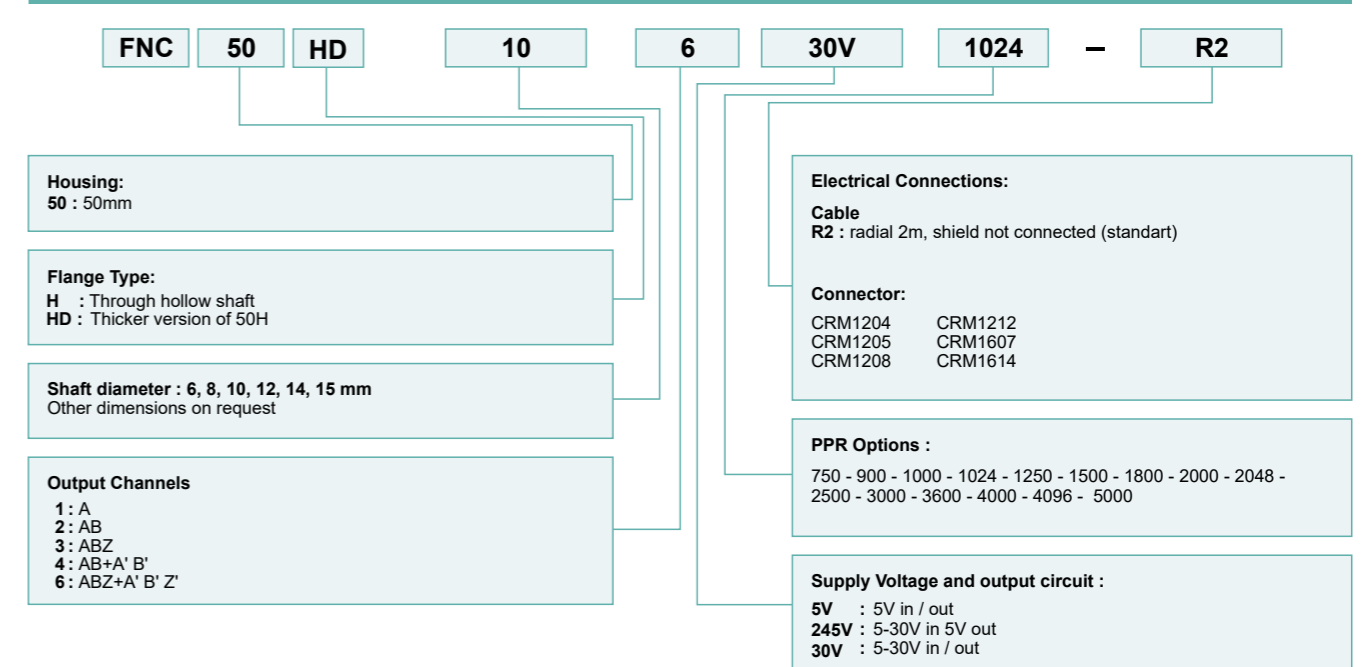 FNC 50 HD 10 6 30V 1024 – R2
Housing:
50 : 50mm
Flange Type:
H : Through hollow shaft
HD : Thicker version of 50H
Shaft diameter : 6, 8, 10, 12, 14, 15 mm
Other dimensions on request
Output Channels
1 : A
2 : AB
3 : ABZ
4 : AB+A' B'
6 : ABZ+A' B' Z'
Electrical Connections:
Cable
R2 : radial 2m, shield not connected (standart)
Connector:
CRM1204 CRM1212
CRM1205 CRM1607
CRM1208 CRM1614
PPR Options :
750 - 900 - 1000 - 1024 - 1250 - 1500 - 1800 - 2000 - 2048 -
2500 - 3000 - 3600 - 4000 - 4096 - 5000
Supply Voltage and output circuit :
5V : 5V in / out
245V : 5-30V in 5V out
30V : 5-30V in / out